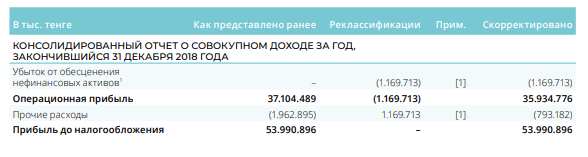 В тыс. тенге Как представлено ранее Реклассификации Прим. Скорректировано
КОНСОЛИДИРОВАННЫЙ ОТЧЕТ О СОВОКУПНОМ ДОХОДЕ ЗА ГОД,
ЗАКОНЧИВШИЙСЯ 31 ДЕКАБРЯ 2018 ГОДА
Убыток от обесценения
нефинансовых активов¹ – (1.169.713) [1] (1.169.713)
Операционная прибыль 37.104.489 (1.169.713) 35.934.776
Прочие расходы (1.962.895) 1.169.713 [1] (793.182)
Прибыль до налогообложения 53.990.896 – 53.990.896